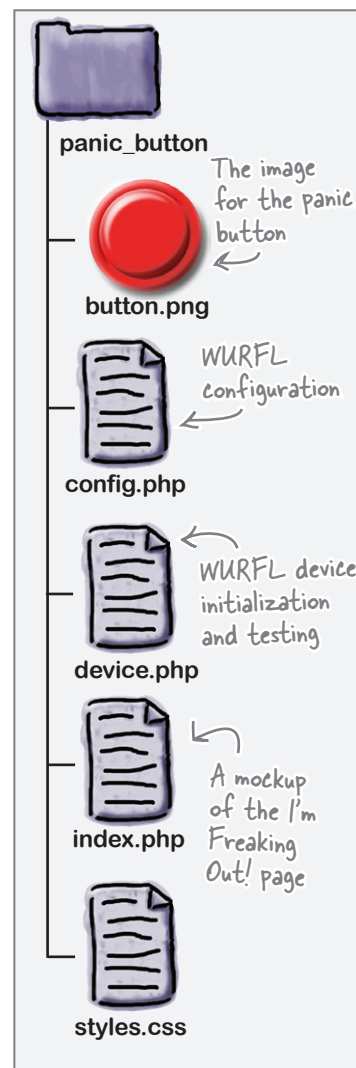 panic_button
The image
for the panic
button
button.png
WURFL
configuration
config.php
WURFL device
initialization
and testing
device.php
A mockup
of the I'm
Freaking
Out! page
index.php
styles.css